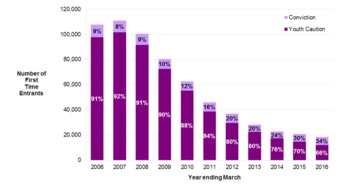 120,000
Conviction
Youth Caution
100,000
80,000
60,000
40,000
20,000
0
Number of
First
Time
Entrants
9% 8% 9% 10% 12% 16% 20% 20% 24% 30% 34%
91% 92% 91% 90% 88% 84% 80% 80% 76% 70% 66%
2006 2007 2008 2009 2010 2011 2012 2013 2014 2015 2016
Year ending March